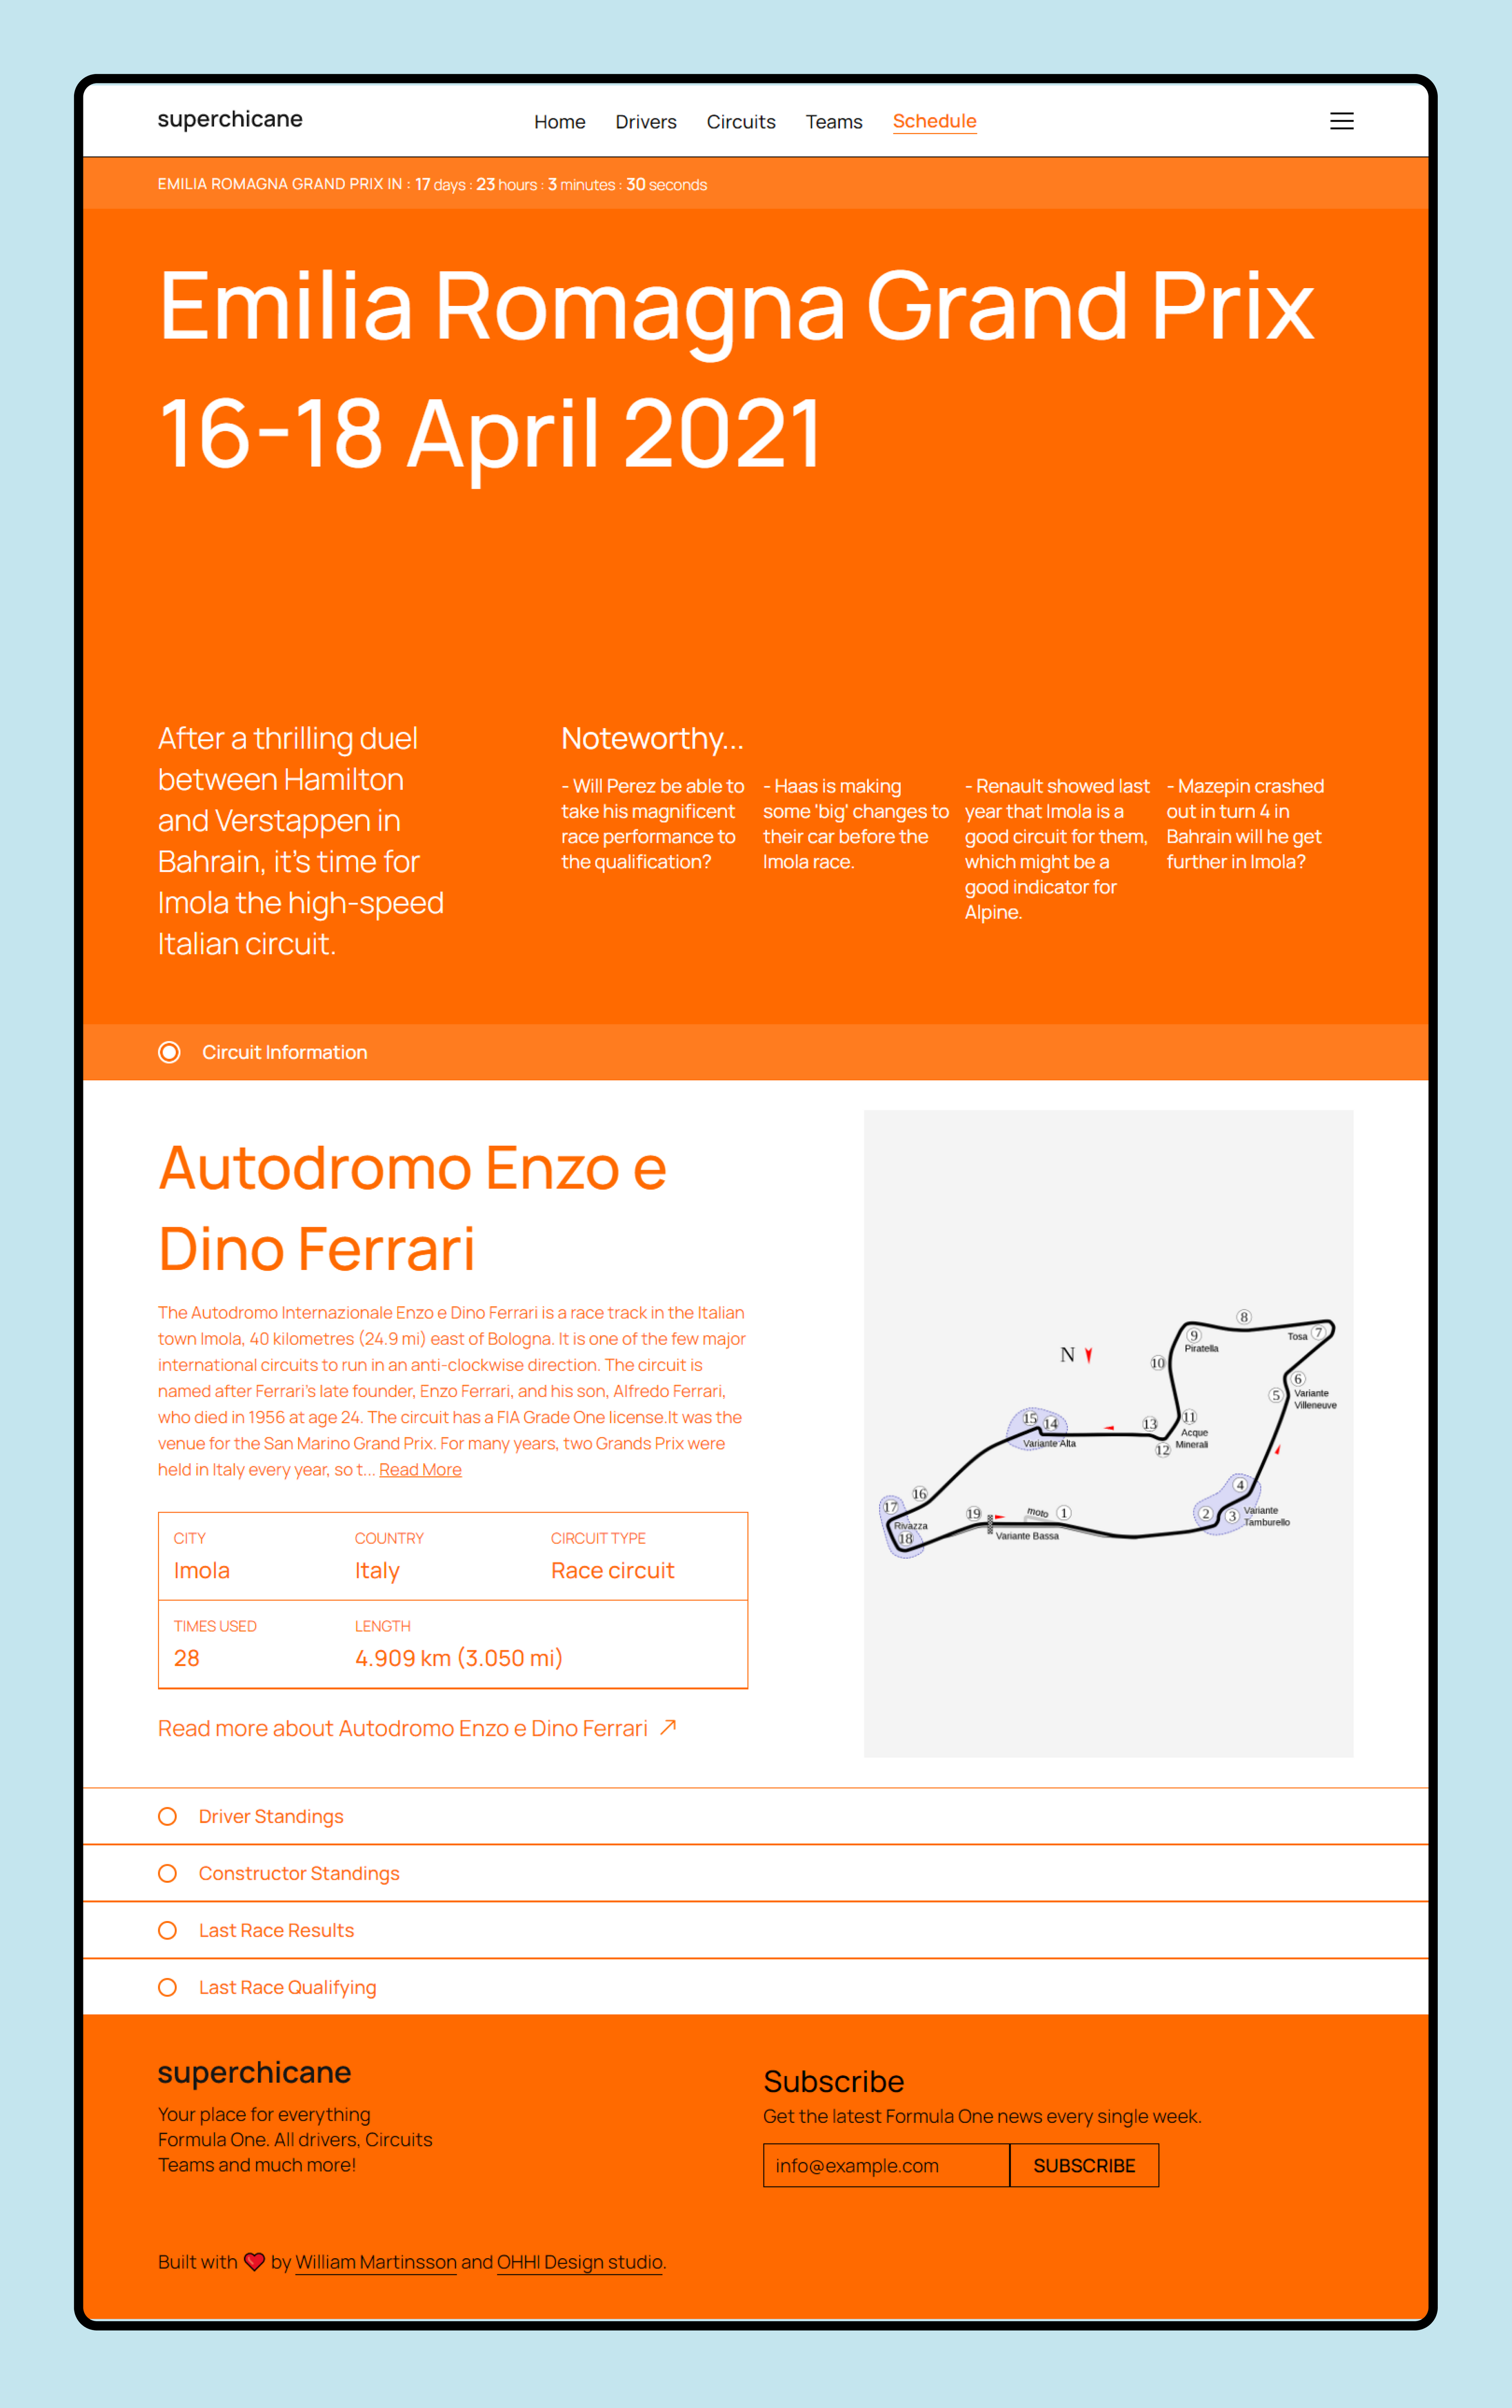 superchicane
Home Drivers Circuits Teams Schedule
EMILIA ROMAGNA GRAND PRIX IN : 17 days : 23 hours : 3 minutes : 30 seconds
Emilia Romagna Grand Prix
16-18 April 2021
After a thrilling duel
between Hamilton
and Verstappen in
Bahrain, it's time for
Imola the high-speed
Italian circuit.
Noteworthy...
- Will Perez be able to
take his magnificent
race performance to
the qualification?
- Haas is making
some 'big' changes to
their car before the
Imola race.
- Renault showed last
year that Imola is a
good circuit for them,
which might be a
good indicator for
Alpine.
- Mazepin crashed
out in turn 4 in
Bahrain will he get
further in Imola?
Circuit Information
Autodromo Enzo e
Dino Ferrari
The Autodromo Internazionale Enzo e Dino Ferrari is a race track in the Italian
town Imola, 40 kilometres (24.9 mi) east of Bologna. It is one of the few major
international circuits to run in an anti-clockwise direction. The circuit is
named after Ferrari's late founder, Enzo Ferrari, and his son, Alfredo Ferrari,
who died in 1956 at age 24. The circuit has a FIA Grade One license.It was the
venue for the San Marino Grand Prix. For many years, two Grands Prix were
held in Italy every year, so t... Read More
CITY
Imola
COUNTRY
Italy
CIRCUIT TYPE
Race circuit
TIMES USED
28
LENGTH
4.909 km (3.050 mi)
Read more about Autodromo Enzo e Dino Ferrari
8
9
Piratella
Tosa 7
N
10
6
5
Variante
Villeneuve
15 14
Variante Alta
13
11
Acque
Minerali
12
4
16
17
Rivazza
18
19
moto
1
Variante Bassa
2
3
Variante
Tamburello
Driver Standings
Constructor Standings
Last Race Results
Last Race Qualifying
superchicane
Your place for everything
Formula One. All drivers, Circuits
Teams and much more!
Subscribe
Get the latest Formula One news every single week.
info@example.com
SUBSCRIBE
Built with ❤️ by William Martinsson and OHHI Design studio.